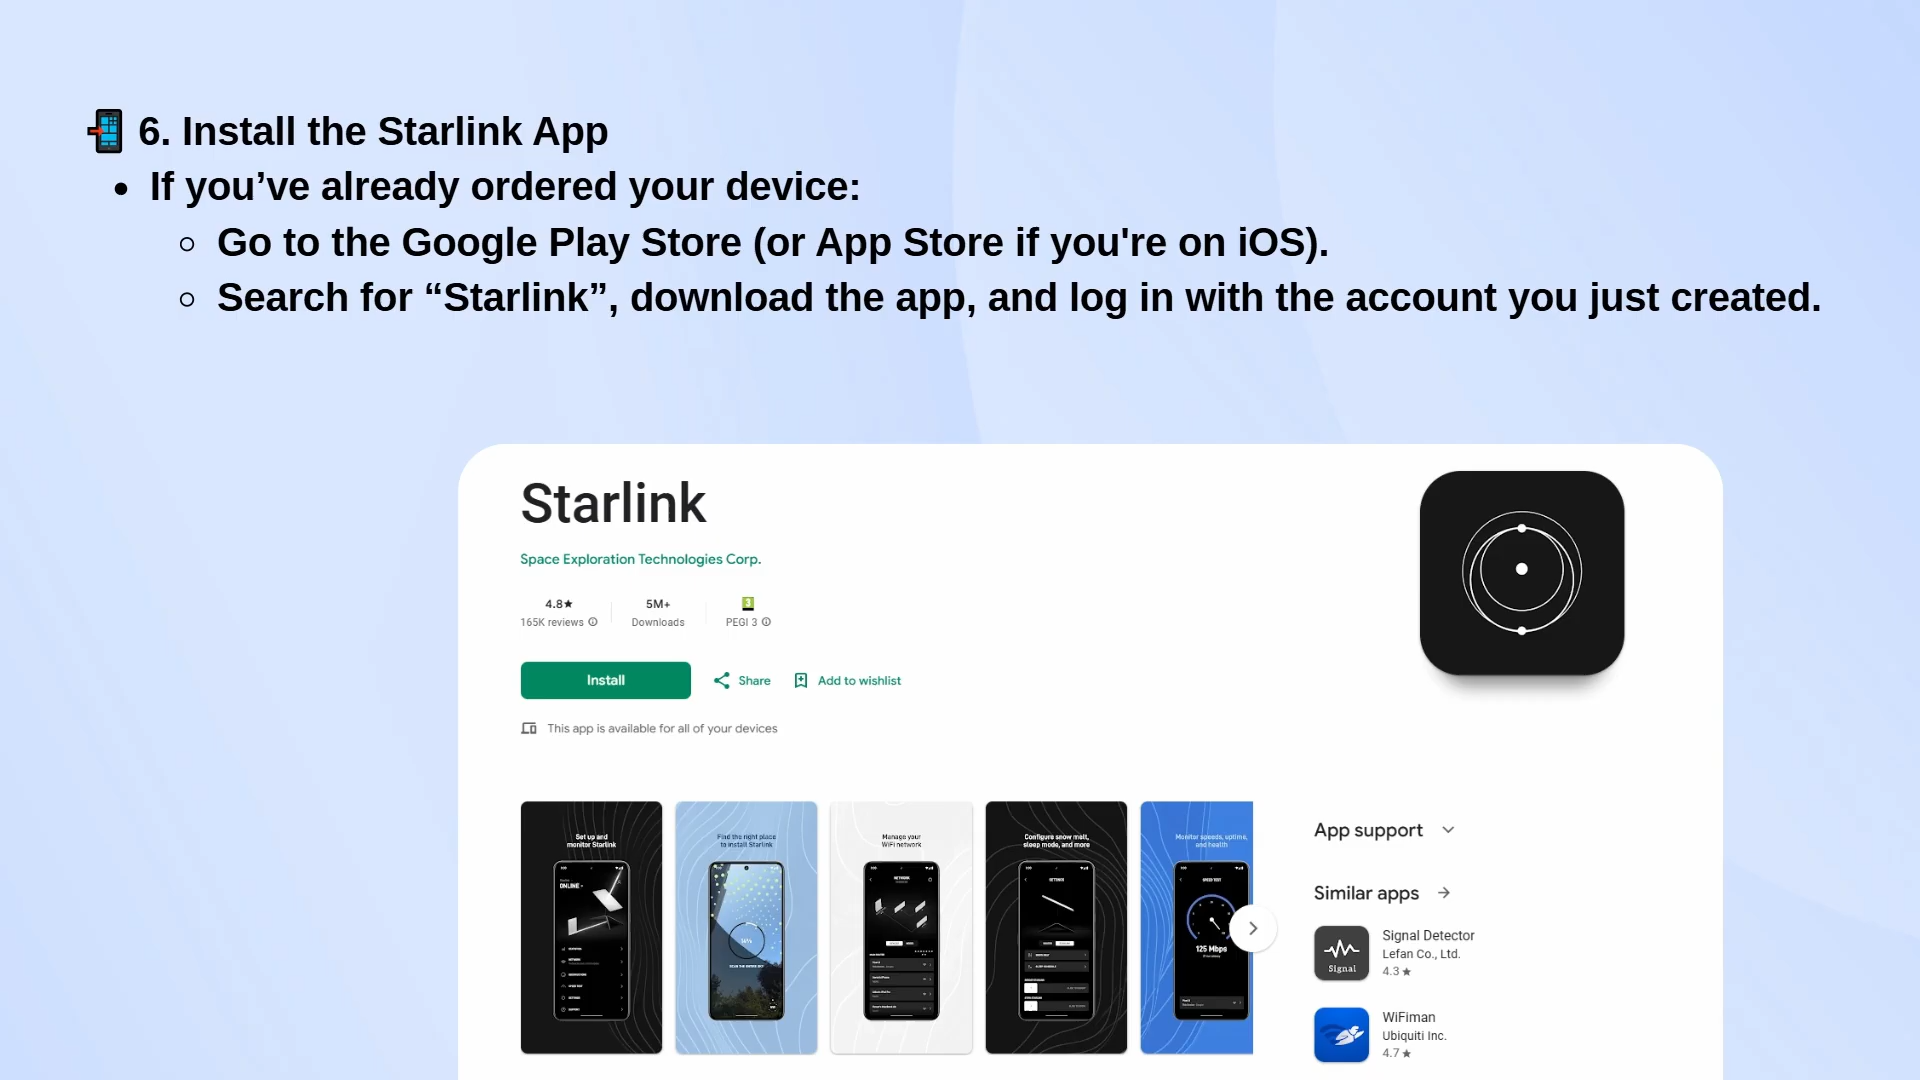 6. Install the Starlink App
• If you’ve already ordered your device:
○ Go to the Google Play Store (or App Store if you're on iOS).
○ Search for “Starlink”, download the app, and log in with the account you just created.
Starlink
Space Exploration Technologies Corp.
4.8★
165K reviews
5M+
Downloads
3
PEGI 3
Install
Share
Add to wishlist
This app is available for all of your devices
Set up and
monitor Starlink
ONLINE
Find the right place
to install Starlink
Manage your
WiFi network
NETWORK
Configure snow melt,
sleep mode, and more
SETTINGS
Monitor speeds, uptime,
and health
SPEED TEST
125 Mbps
App support
Similar apps
Signal
Signal Detector
Lefan Co., Ltd.
4.3★
WiFiman
Ubiquiti Inc.
4.7★